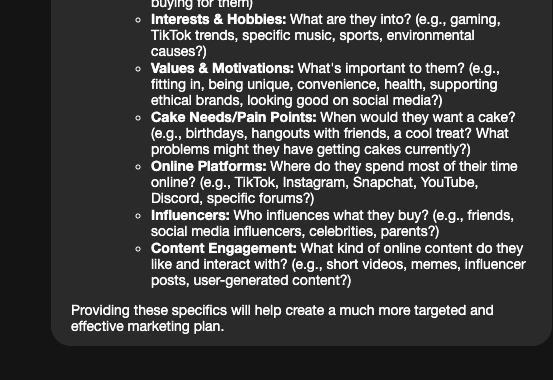 buying for them)
Interests & Hobbies: What are they into? (e.g., gaming,
TikTok trends, specific music, sports, environmental
causes?)
Values & Motivations: What's important to them? (e.g.,
fitting in, being unique, convenience, health, supporting
ethical brands, looking good on social media?)
Cake Needs/Pain Points: When would they want a cake?
(e.g., birthdays, hangouts with friends, a cool treat? What
problems might they have getting cakes currently?)
Online Platforms: Where do they spend most of their time
online? (e.g., TikTok, Instagram, Snapchat, YouTube,
Discord, specific forums?)
Influencers: Who influences what they buy? (e.g., friends,
social media influencers, celebrities, parents?)
Content Engagement: What kind of online content do they
like and interact with? (e.g., short videos, memes, influencer
posts, user-generated content?)
Providing these specifics will help create a much more targeted and
effective marketing plan.